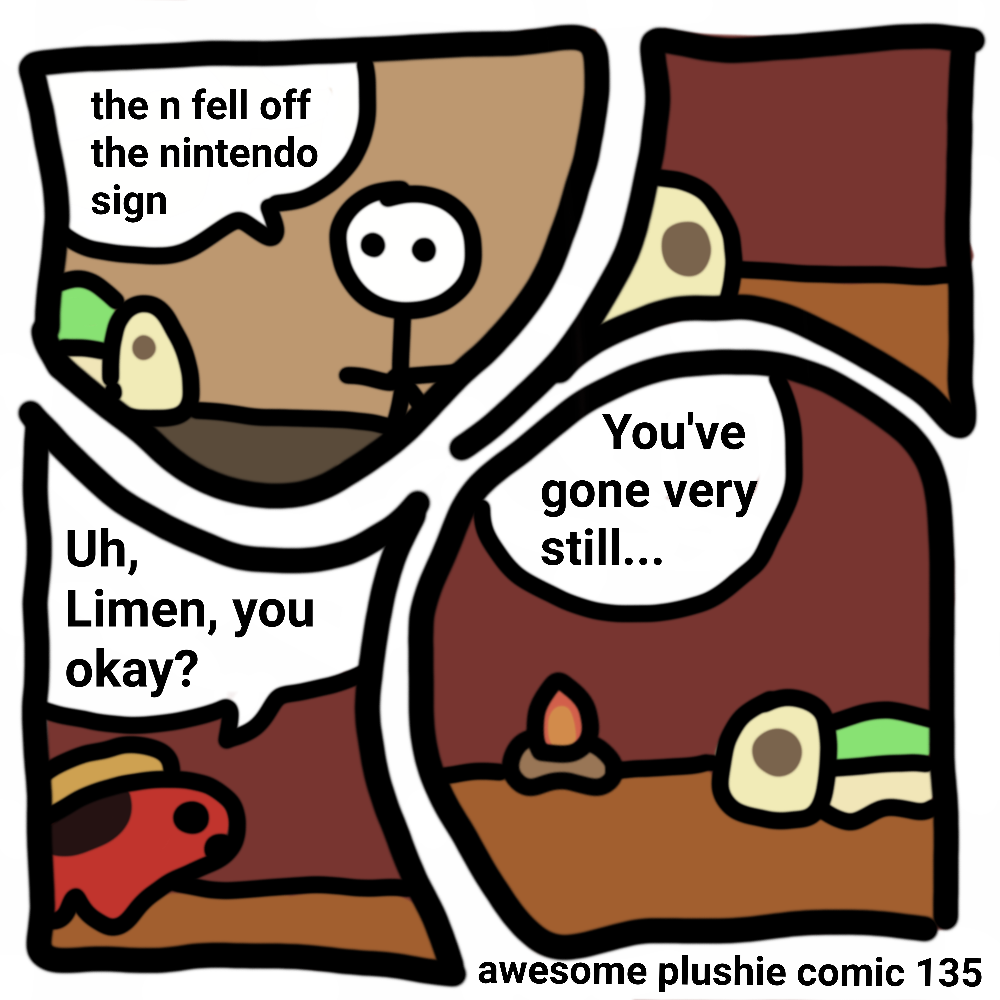 the n fell off
the nintendo
sign
Uh,
Limen, you
okay?
You've
gone very
still...
awesome plushie comic 135